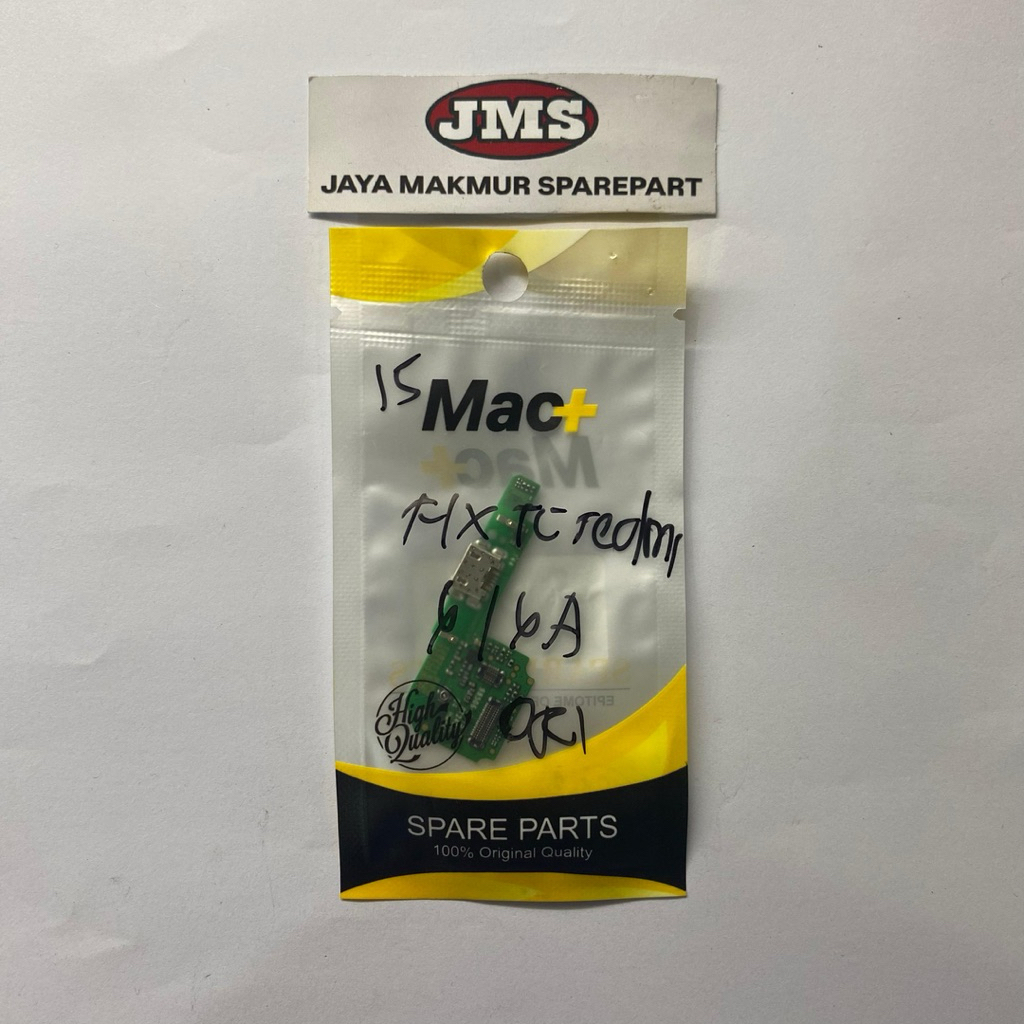 JMS
JAYA MAKMUR SPAREPART
15
Mac+
Mac+
TC redmi
6/6A
ORI
High
Quality
EPITOME O
SPARE PARTS
100% Original Quality